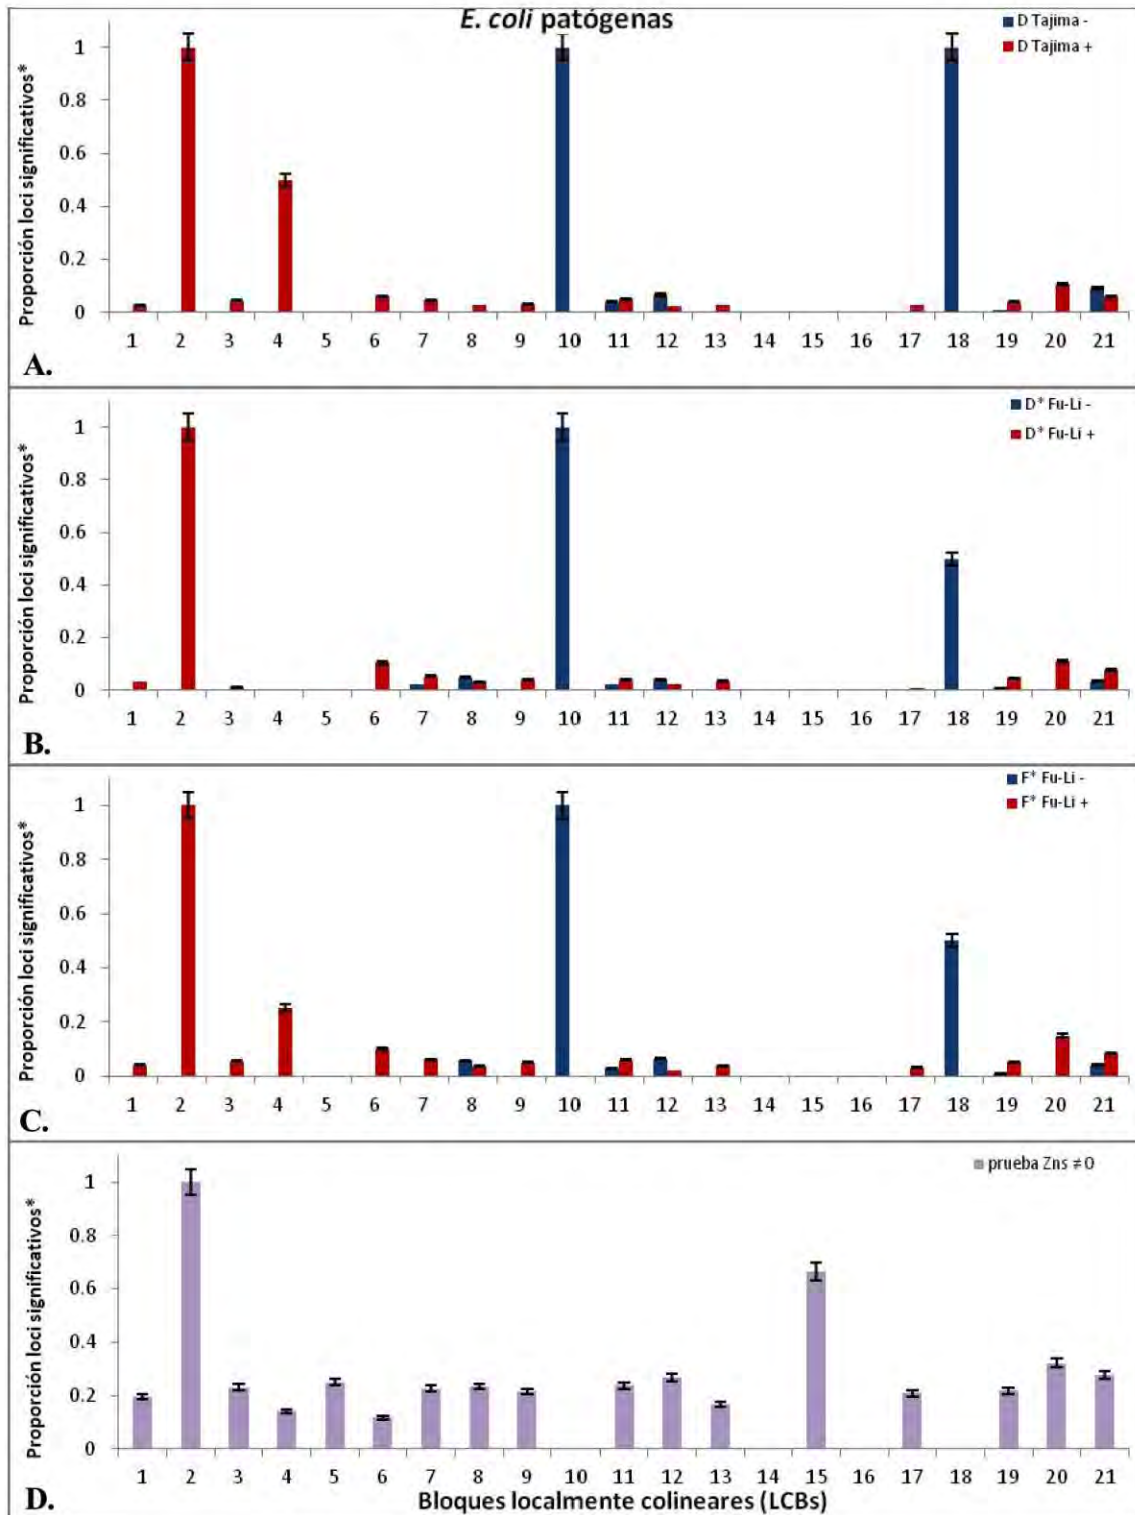 E. coli patógenas
D Tajima -
D Tajima +
Proporción loci significativos*
1
0.8
0.6
0.4
0.2
0
1 2 3 4 5 6 7 8 9 10 11 12 13 14 15 16 17 18 19 20 21
A.
D* Fu-Li -
D* Fu-Li +
Proporción loci significativos*
1
0.8
0.6
0.4
0.2
0
1 2 3 4 5 6 7 8 9 10 11 12 13 14 15 16 17 18 19 20 21
B.
F* Fu-Li -
F* Fu-Li +
Proporción loci significativos*
1
0.8
0.6
0.4
0.2
0
1 2 3 4 5 6 7 8 9 10 11 12 13 14 15 16 17 18 19 20 21
C.
prueba Zns ≠ 0
Proporción loci significativos*
1
0.8
0.6
0.4
0.2
0
1 2 3 4 5 6 7 8 9 10 11 12 13 14 15 16 17 18 19 20 21
D.
Bloques localmente colineares (LCBs)